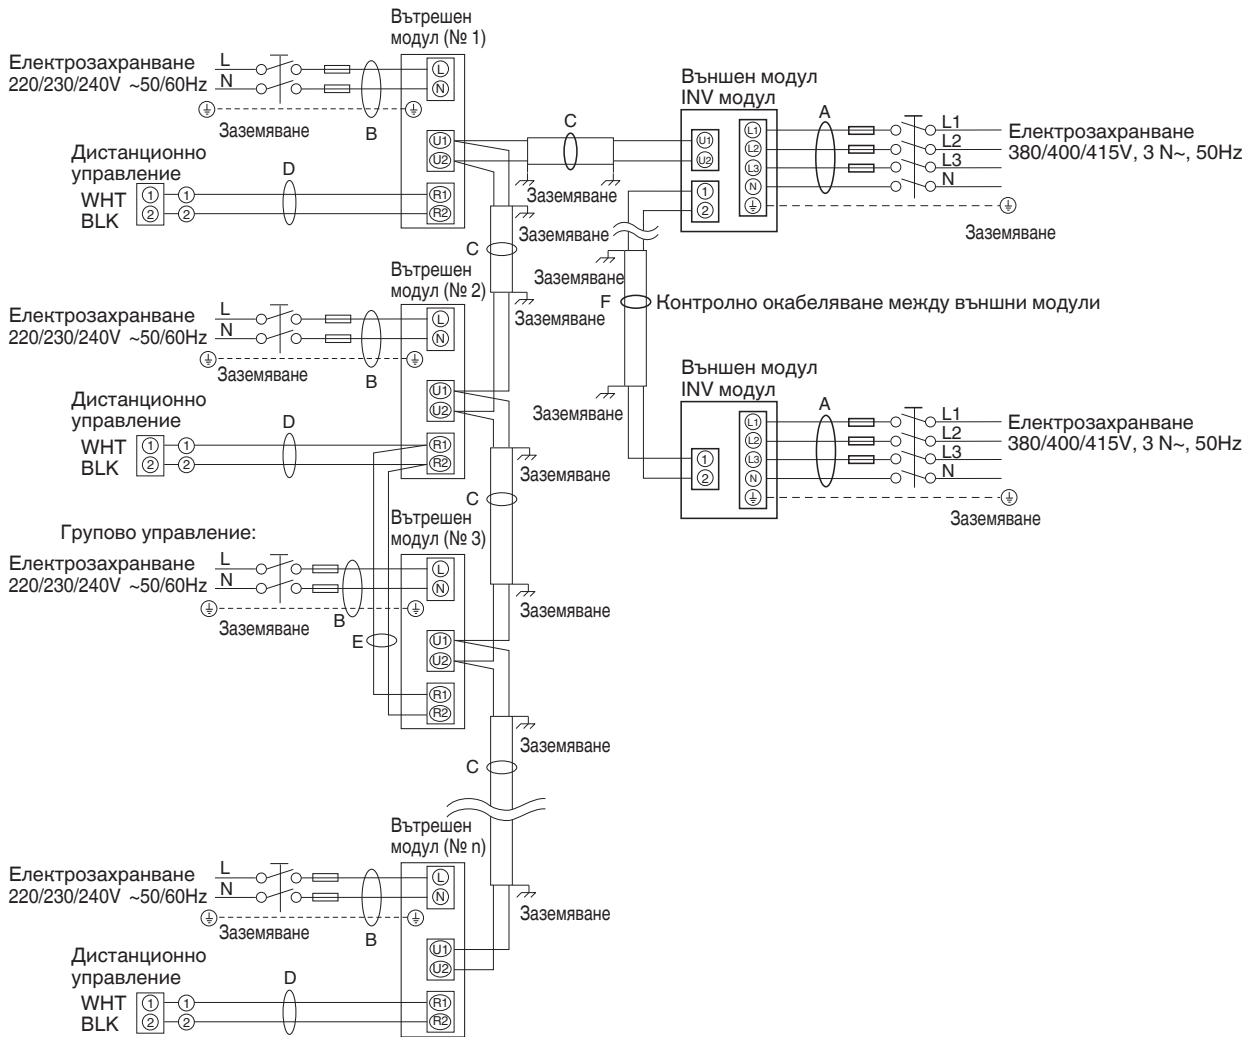 Вътрешен
модул (№ 1)
Електрозахранване
220/230/240V ~50/60Hz
L
N
L
N
Заземяване
B
U1
U2
Дистанционно
управление
D
WHT
BLK
1
2
1
2
R1
R2
C
Заземяване
Външен модул
INV модул
U1
U2
1
2
L1
L2
L3
N
A
L1
L2
L3
N
Електрозахранване
380/400/415V, 3 N~, 50Hz
Заземяване
C
Заземяване
Заземяване
Заземяване
Заземяване
F
Контролно окабеляване между външни модули
Вътрешен
модул (№ 2)
Електрозахранване
220/230/240V ~50/60Hz
L
N
L
N
Заземяване
B
U1
U2
Дистанционно
управление
D
WHT
BLK
1
2
1
2
R1
R2
Външен модул
INV модул
1
2
L1
L2
L3
N
A
L1
L2
L3
N
Електрозахранване
380/400/415V, 3 N~, 50Hz
Заземяване
Заземяване
C
Заземяване
Групово управление:
Вътрешен
модул (№ 3)
Електрозахранване
220/230/240V ~50/60Hz
L
N
L
N
Заземяване
B
E
U1
U2
R1
R2
Заземяване
C
Вътрешен
модул (№ n)
Електрозахранване
220/230/240V ~50/60Hz
L
N
L
N
Заземяване
B
Заземяване
U1
U2
Дистанционно
управление
D
WHT
BLK
1
2
1
2
R1
R2